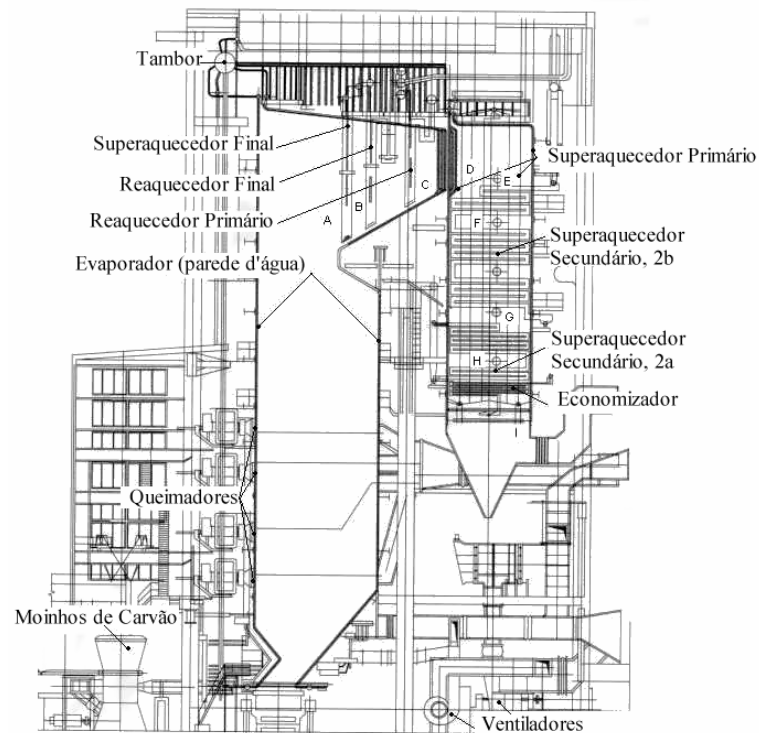 Tambor
Superaquecedor Final
Reaquecedor Final
Reaquecedor Primário
Evaporador (parede d'água)
A
B
C
D
E
Superaquecedor Primário
F
Superaquecedor
Secundário, 2b
G
Superaquecedor
Secundário, 2a
H
Economizador
I
Queimadores
Moinhos de Carvão
Ventiladores